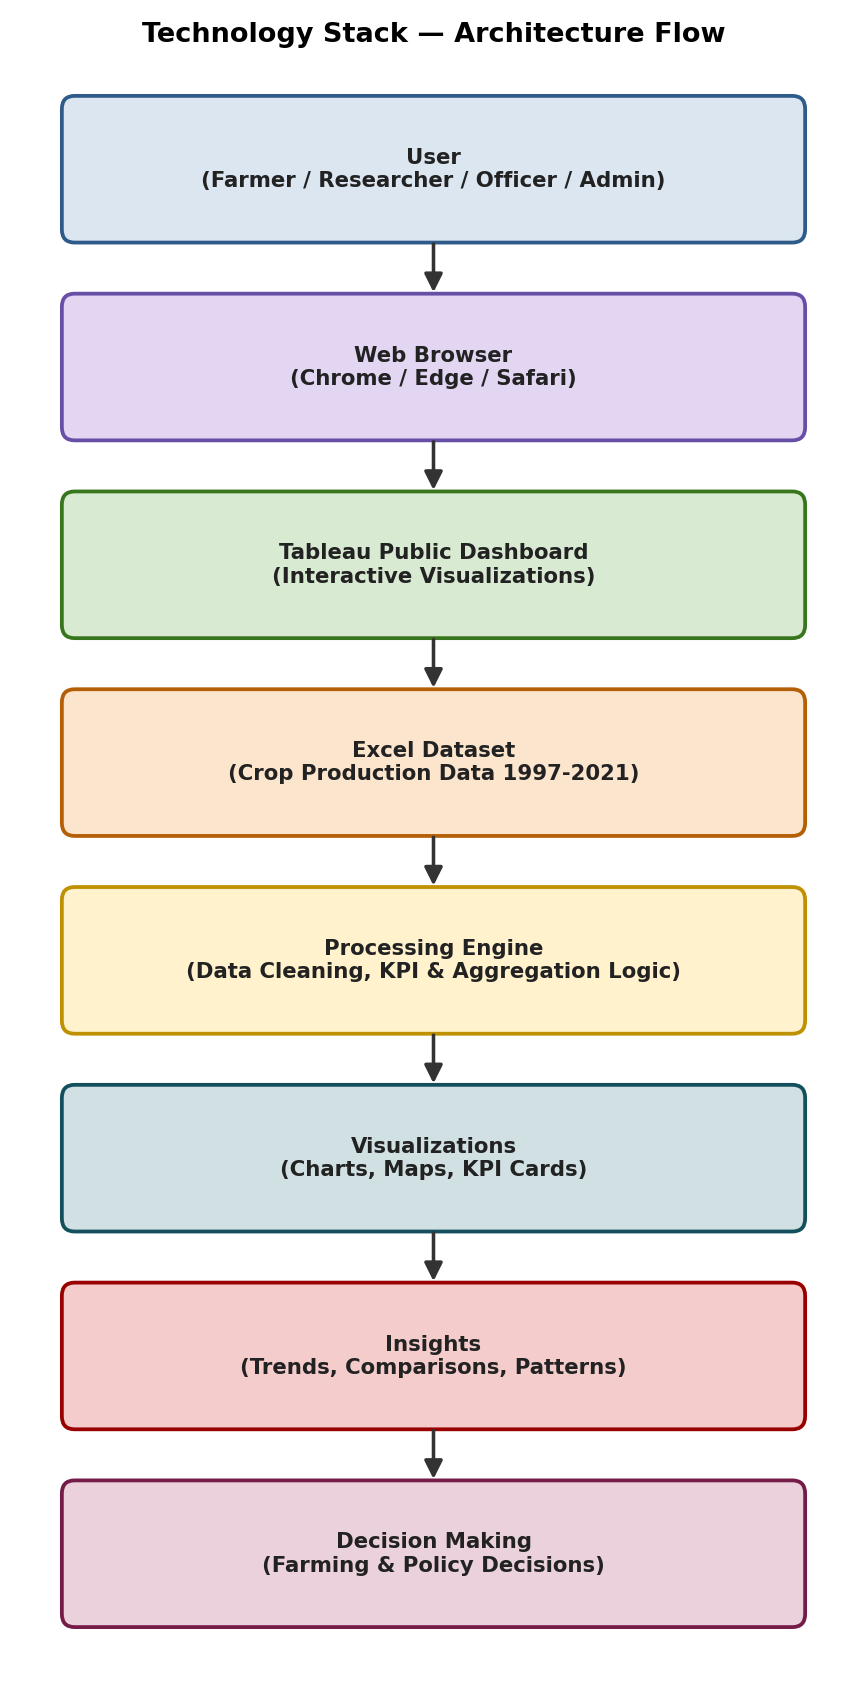 Technology Stack — Architecture Flow
User
(Farmer / Researcher / Officer / Admin)
Web Browser
(Chrome / Edge / Safari)
Tableau Public Dashboard
(Interactive Visualizations)
Excel Dataset
(Crop Production Data 1997-2021)
Processing Engine
(Data Cleaning, KPI & Aggregation Logic)
Visualizations
(Charts, Maps, KPI Cards)
Insights
(Trends, Comparisons, Patterns)
Decision Making
(Farming & Policy Decisions)